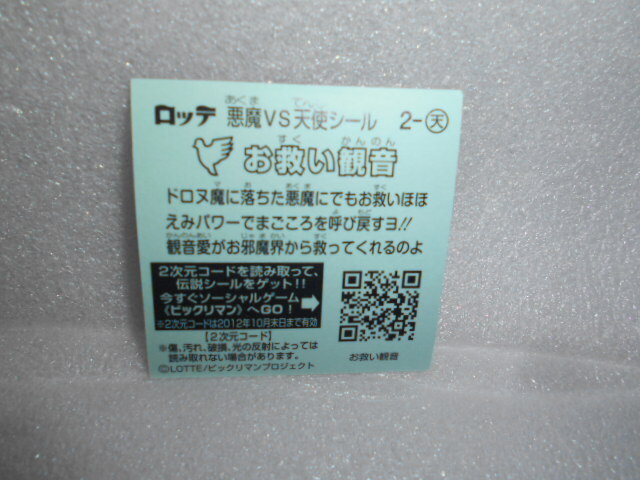 ロッテ 悪魔VS天使シール 2-天
お救い観音
ドロヌ魔に落ちた悪魔にでもお救いほほ
えみパワーでまごころを呼び戻すヨ!!
観音愛がお邪魔界から救ってくれるのよ
2次元コードを読み取って、
伝説シールをゲット!!
今すぐソーシャルゲーム
《ビックリマン》へGO!
※2次元コードは2012年10月末日まで有効
【2次元コード】
※傷、汚れ、破損、光の反射によっては
読み取れない場合があります。
©LOTTE/ビックリマンプロジェクト
お救い観音